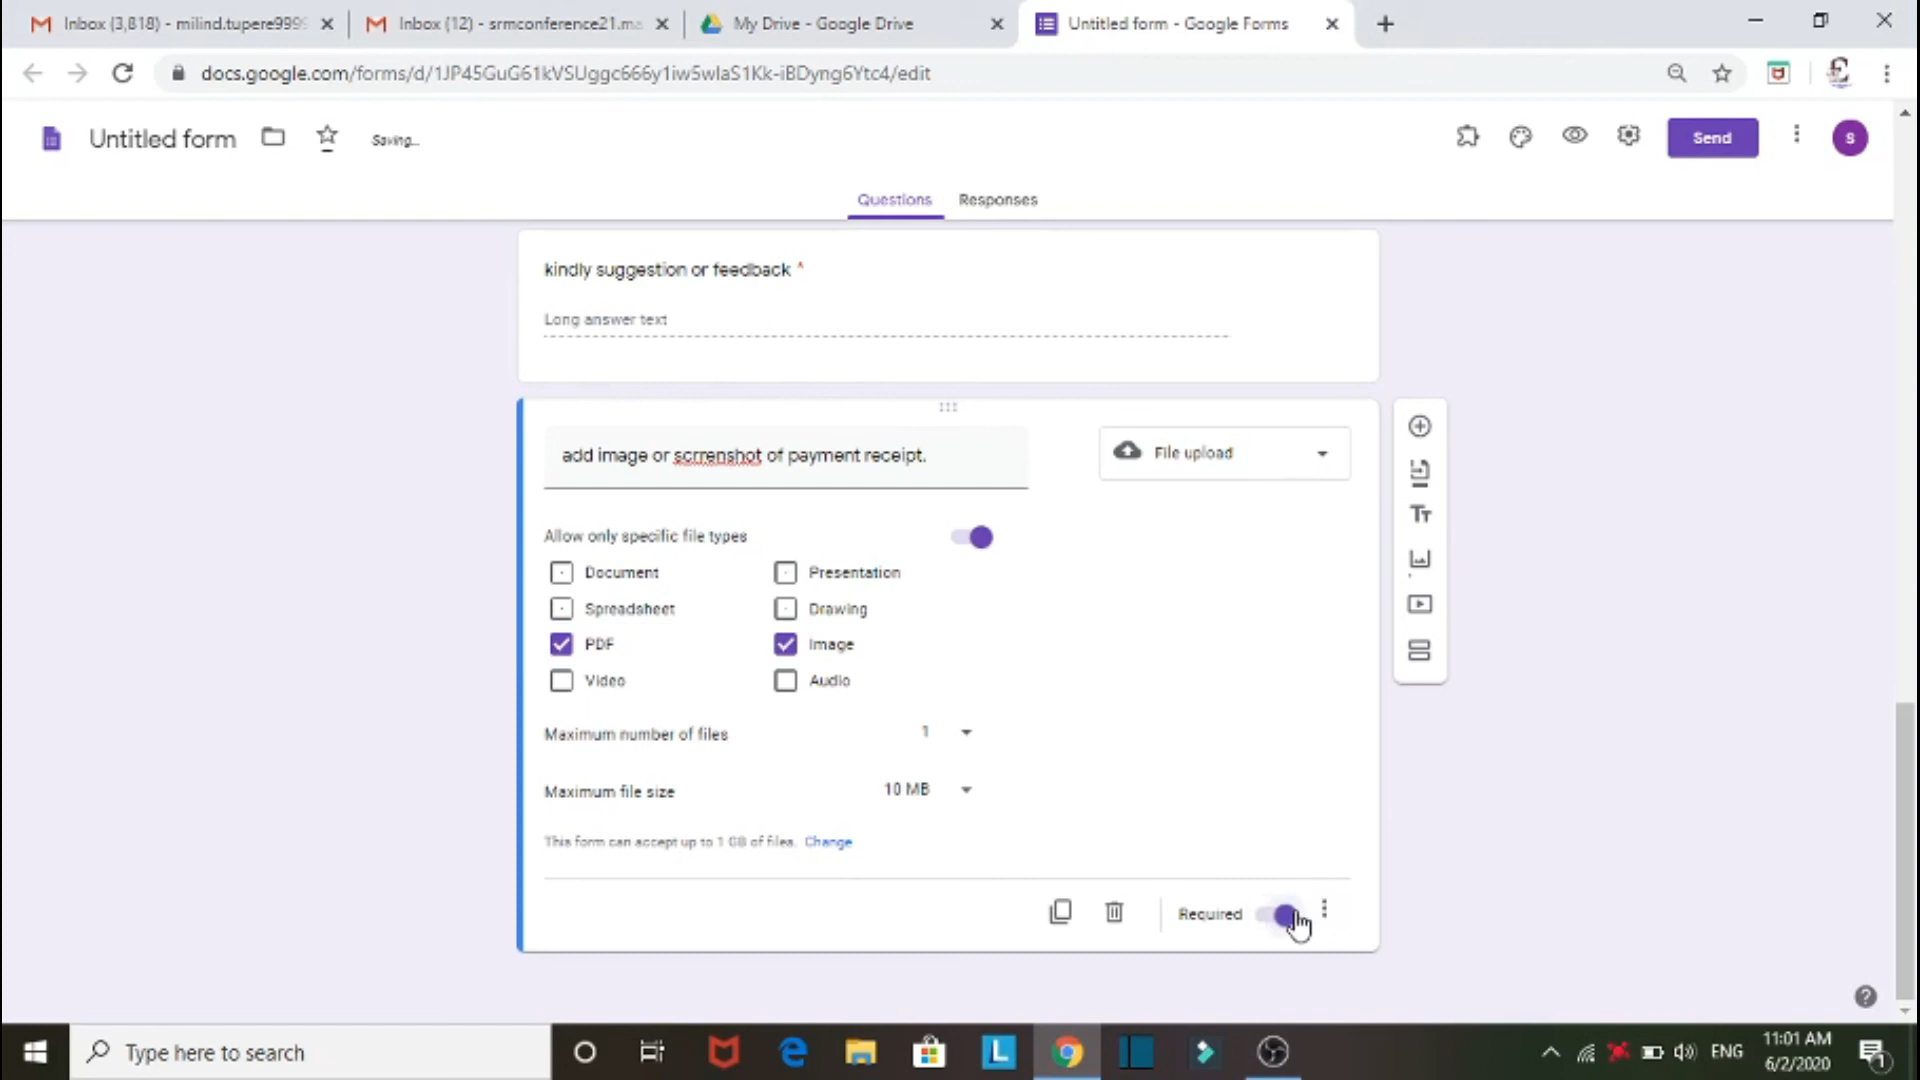 Inbox (3,818) - milind.tupere9999
Inbox (12) - srmconference21.ma
My Drive - Google Drive
Untitled form - Google Forms
docs.google.com/forms/d/1JP45GuG61kVSUggc666y1iw5wlaS1Kk-iBDyng6Ytc4/edit
Untitled form
Saving...
Send
S
Questions
Responses
kindly suggestion or feedback *
Long answer text
add image or scrrenshot of payment receipt.
File upload
Tт
Allow only specific file types
Document
Presentation
Spreadsheet
Drawing
PDF
Image
Video
Audio
Maximum number of files
1
Maximum file size
10 MB
This form can accept up to 1 GB of files. Change
Required
Type here to search
L
ENG
11:01 AM
6/2/2020
1